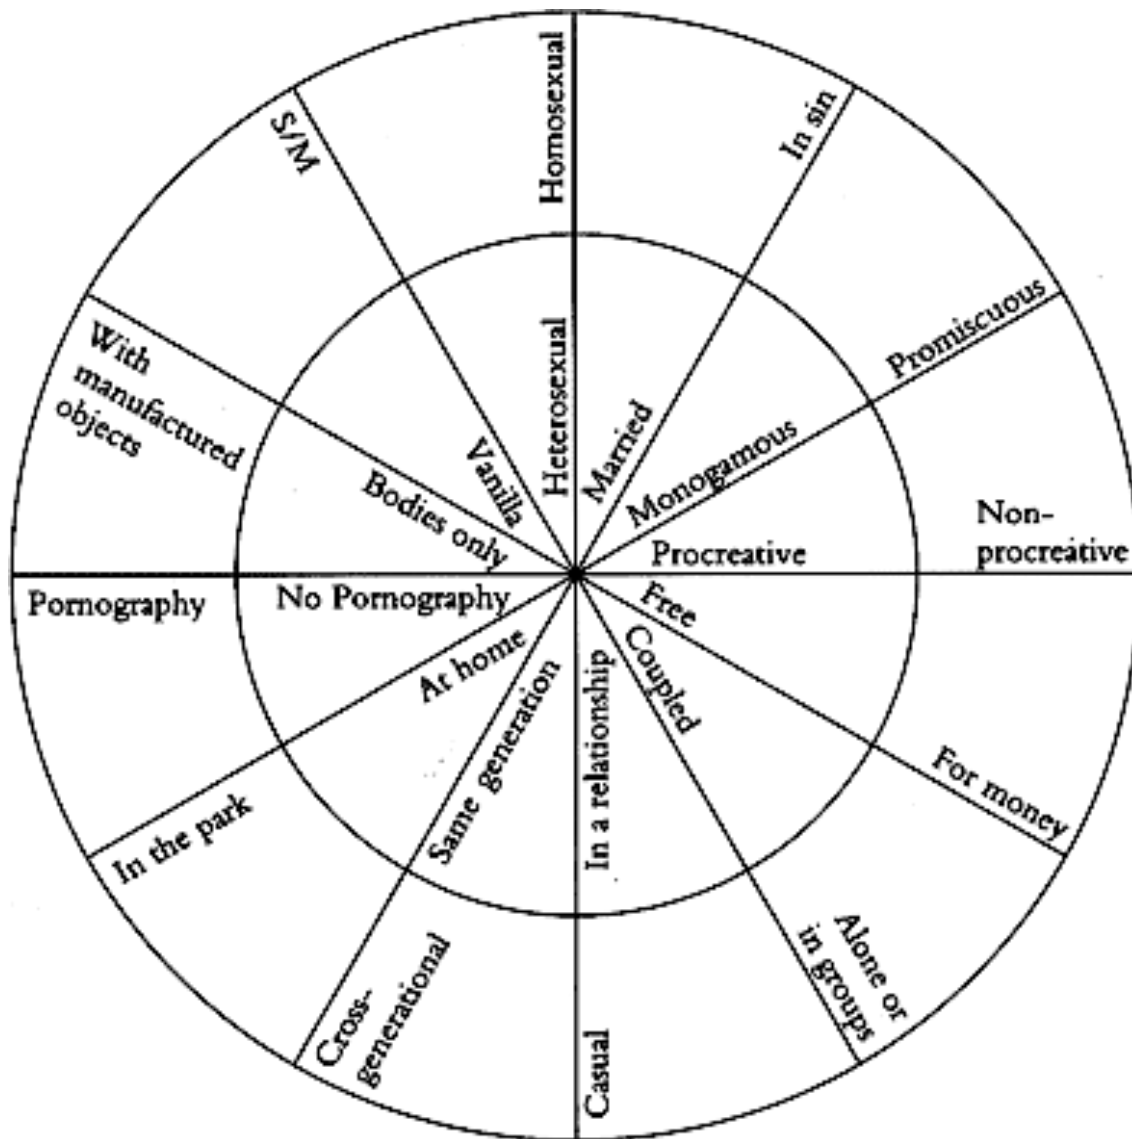 Homosexual
Heterosexual
In sin
Married
Promiscuous
Monogamous
Non-
procreative
Procreative
For money
Free
Alone or
in groups
Coupled
Casual
In a relationship
Cross-
generational
Same generation
In the park
At home
Pornography
No Pornography
With
manufactured
objects
Bodies only
S/M
Vanilla